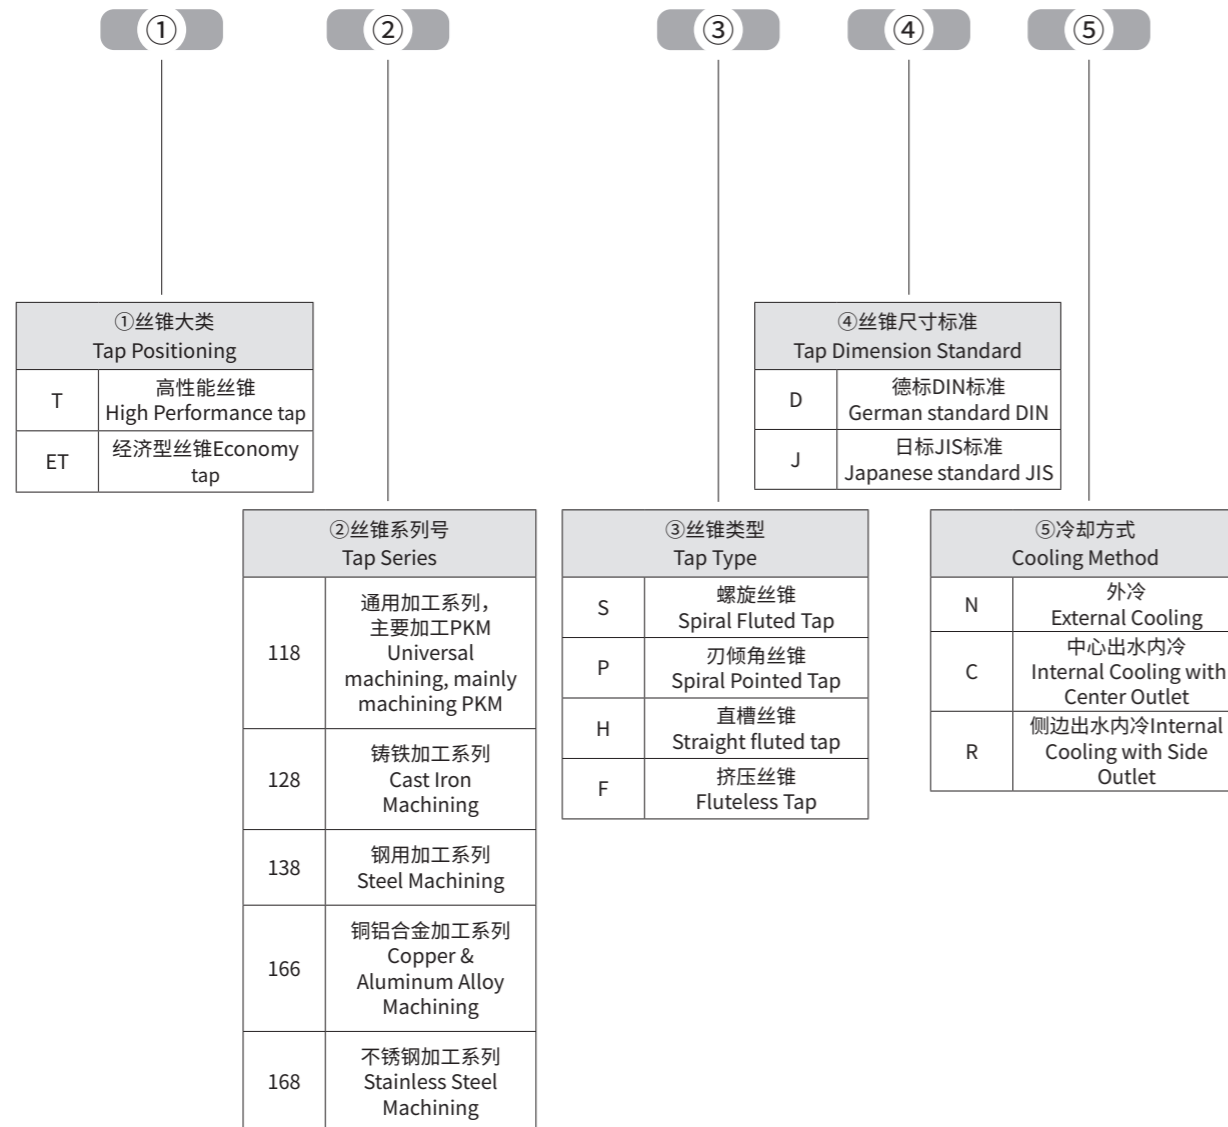 ①
②
③
④
⑤
①丝锥大类
Tap Positioning
T
高性能丝锥
High Performance tap
ET
经济型丝锥Economy
tap
④丝锥尺寸标准
Tap Dimension Standard
D
德标DIN标准
German standard DIN
J
日标JIS标准
Japanese standard JIS
②丝锥系列号
Tap Series
118
通用加工系列，
主要加工PKM
Universal
machining, mainly
machining PKM
128
铸铁加工系列
Cast Iron
Machining
138
钢用加工系列
Steel Machining
166
铜铝合金加工系列
Copper &
Aluminum Alloy
Machining
168
不锈钢加工系列
Stainless Steel
Machining
③丝锥类型
Tap Type
S
螺旋丝锥
Spiral Fluted Tap
P
刃倾角丝锥
Spiral Pointed Tap
H
直槽丝锥
Straight fluted tap
F
挤压丝锥
Fluteless Tap
⑤冷却方式
Cooling Method
N
外冷
External Cooling
C
中心出水内冷
Internal Cooling with
Center Outlet
R
侧边出水内冷Internal
Cooling with Side
Outlet